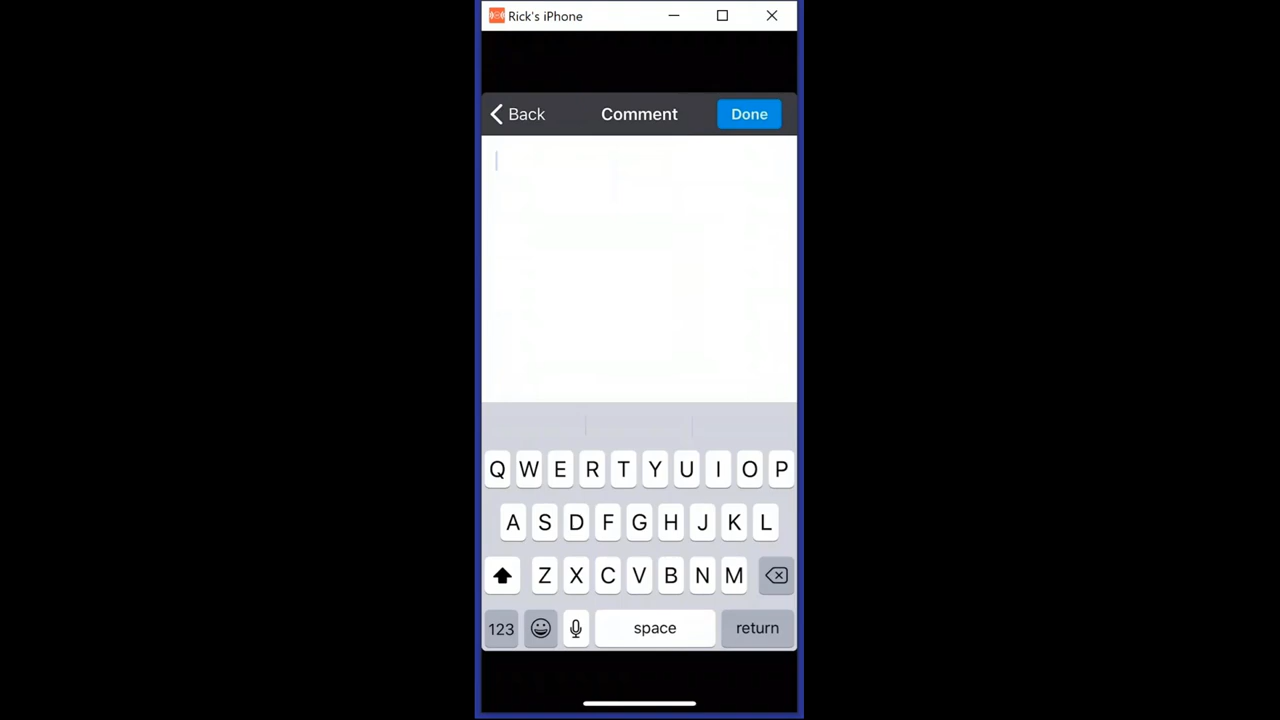 Rick's iPhone
Back Comment Done
Q W E R T Y U I O P
A S D F G H J K L
Z X C V B N M
123 space return